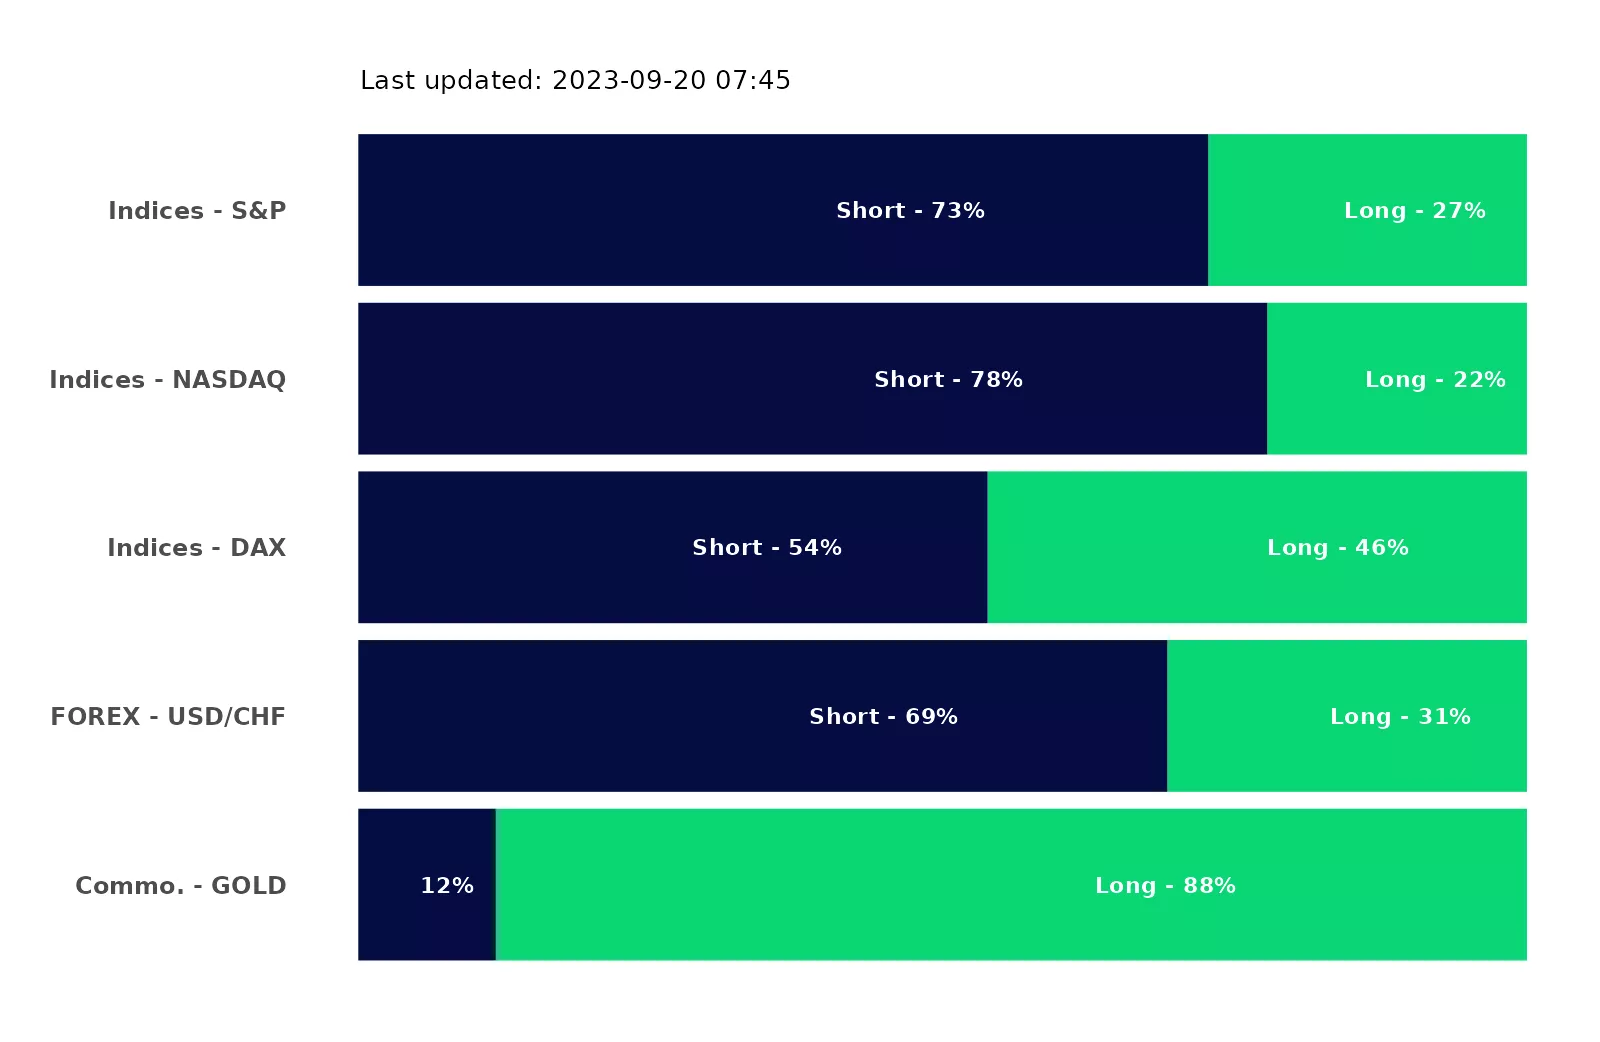 Last updated: 2023-09-20 07:45
Indices - S&P Short - 73% Long - 27%
Indices - NASDAQ Short - 78% Long - 22%
Indices - DAX Short - 54% Long - 46%
FOREX - USD/CHF Short - 69% Long - 31%
Commo. - GOLD 12% Long - 88%